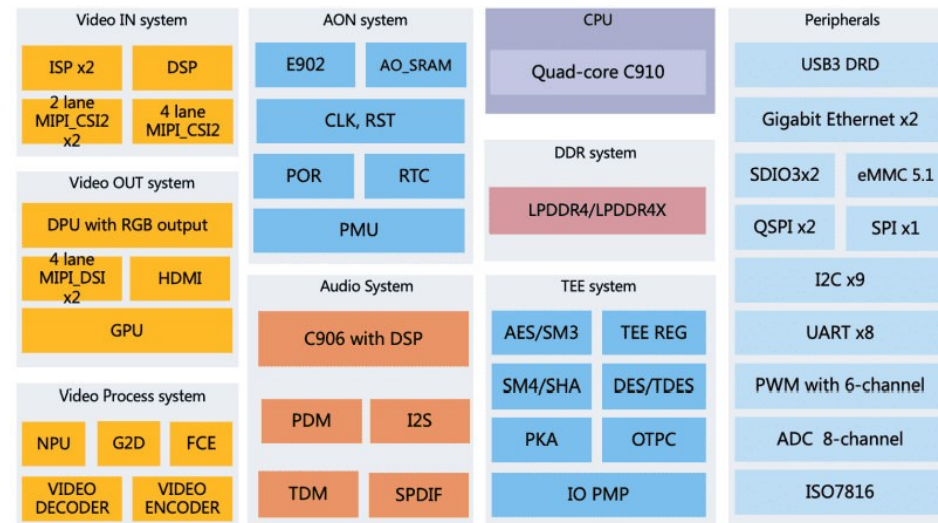 Video IN system
ISP x2
DSP
2 lane
MIPI_CSI2
x2
4 lane
MIPI_CSI2
Video OUT system
DPU with RGB output
4 lane
MIPI_DSI
x2
HDMI
GPU
Video Process system
NPU
G2D
FCE
VIDEO
DECODER
VIDEO
ENCODER
AON system
E902
AO_SRAM
CLK, RST
POR
RTC
PMU
Audio System
C906 with DSP
PDM
I2S
TDM
SPDIF
CPU
Quad-core C910
DDR system
LPDDR4/LPDDR4X
TEE system
AES/SM3
TEE REG
SM4/SHA
DES/TDES
PKA
OTPC
IO PMP
Peripherals
USB3 DRD
Gigabit Ethernet x2
SDIO3x2
eMMC 5.1
QSPI x2
SPI x1
I2C x9
UART x8
PWM with 6-channel
ADC 8-channel
ISO7816